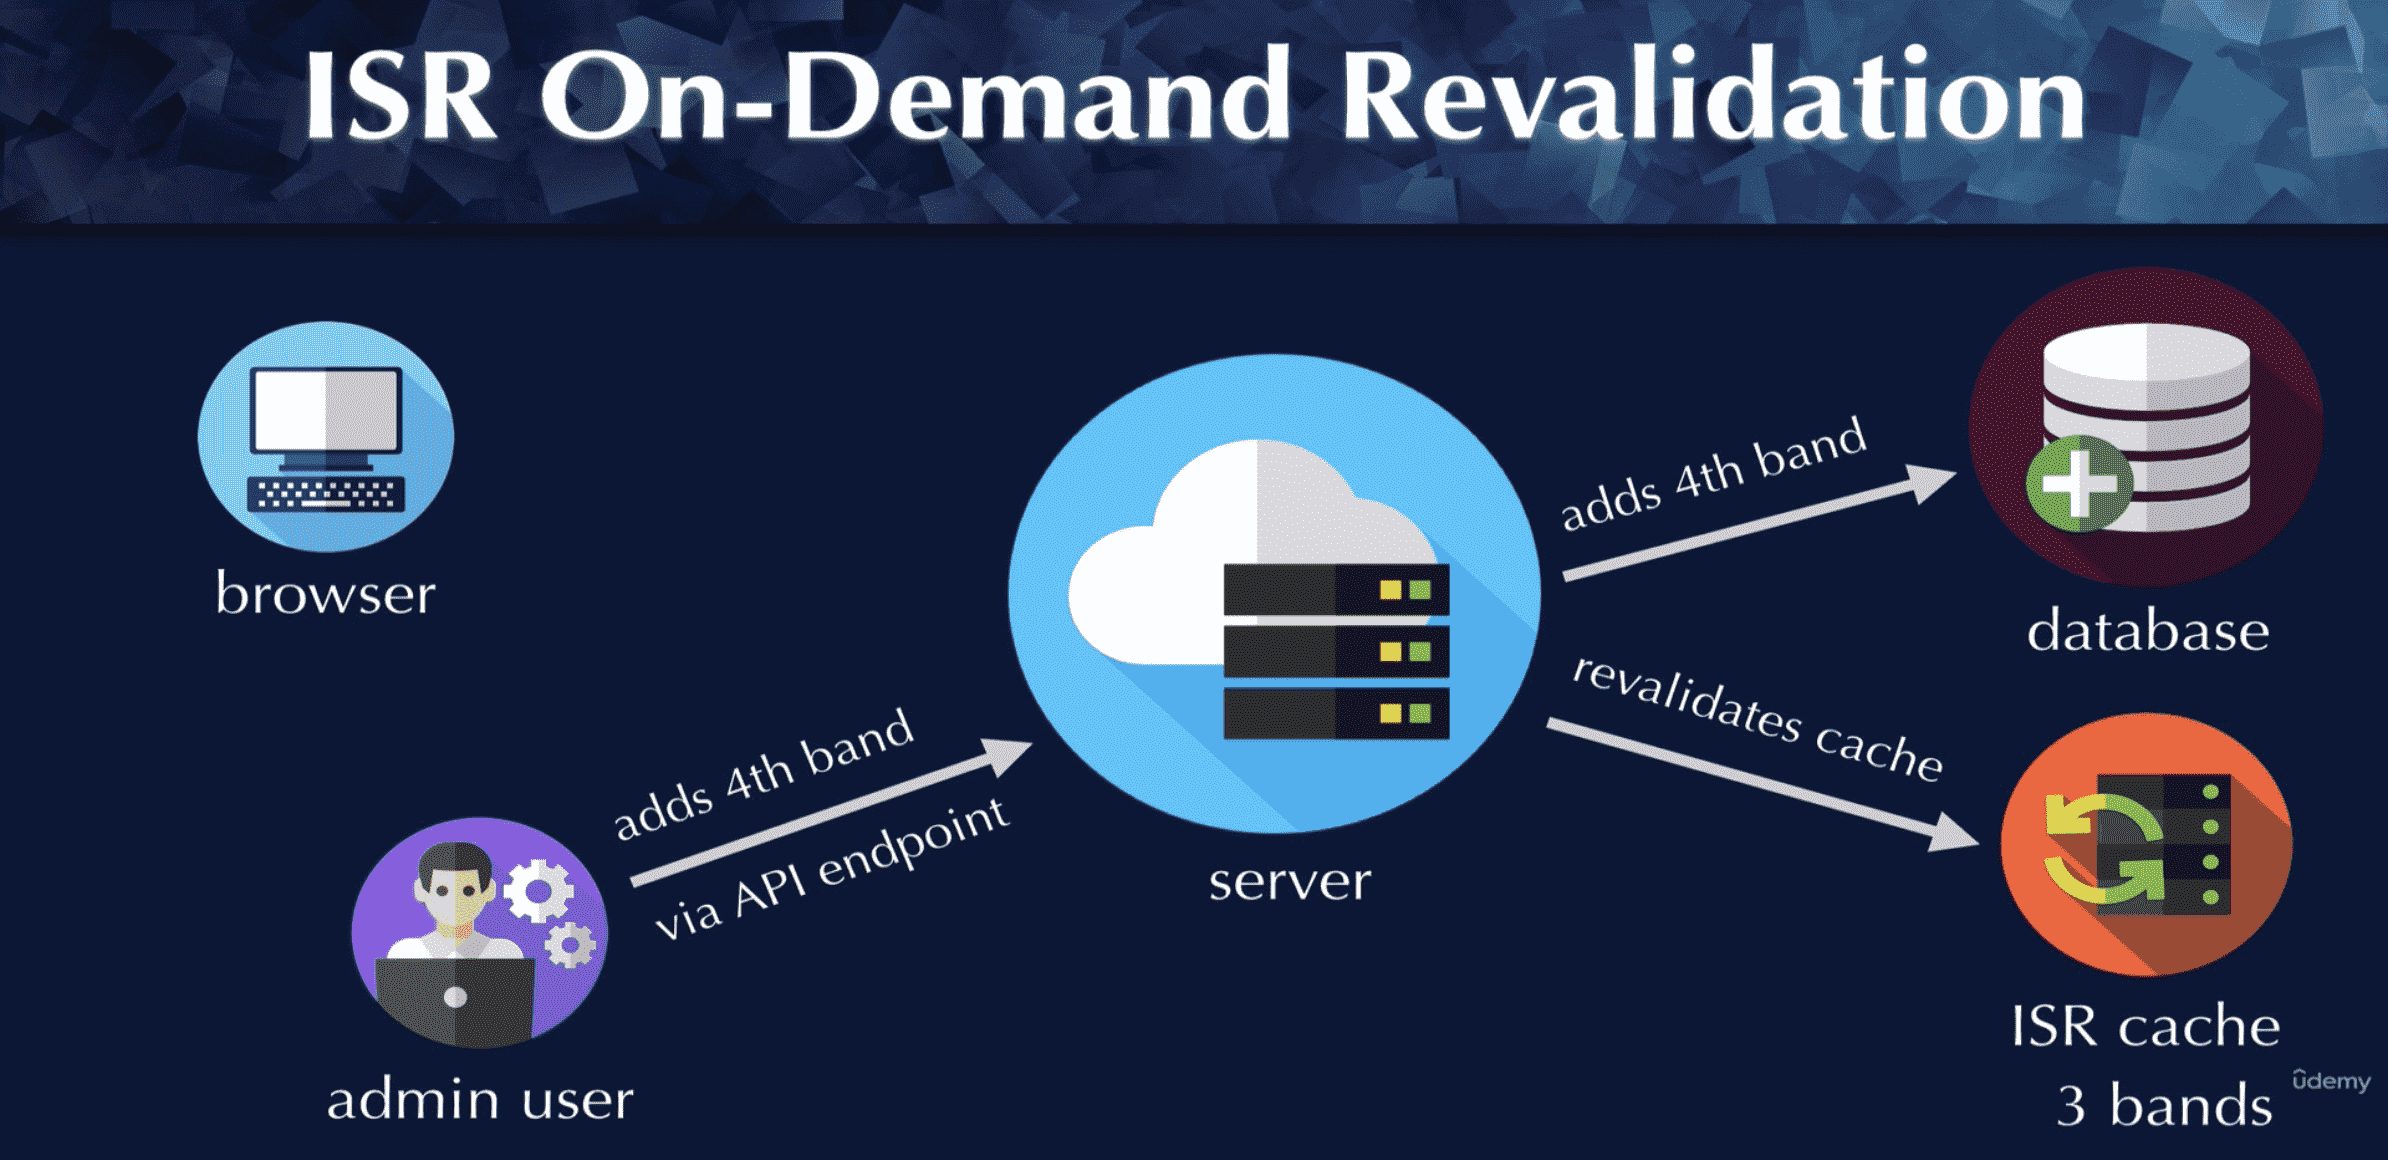 ISR On-Demand Revalidation
browser
adds 4th band
via API endpoint
admin user
server
adds 4th band
revalidates cache
database
ISR cache
3 bands
ûdemy